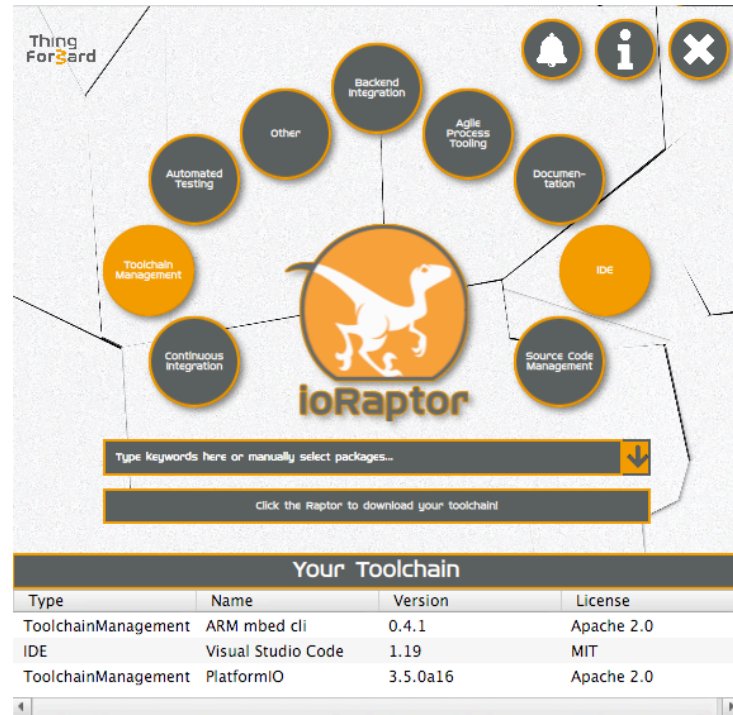 Thing
For3ard
Backend
Integration
Other
Agile
Process
Tooling
Automated
Testing
Documen-
tation
Toolchain
Management
IDE
Continuous
Integration
Source Code
Management
ioRaptor
Type keywords here or manually select packages...
Click the Raptor to download your toolchain!
Your Toolchain
Type Name Version License
ToolchainManagement ARM mbed cli 0.4.1 Apache 2.0
IDE Visual Studio Code 1.19 MIT
ToolchainManagement PlatformIO 3.5.0a16 Apache 2.0